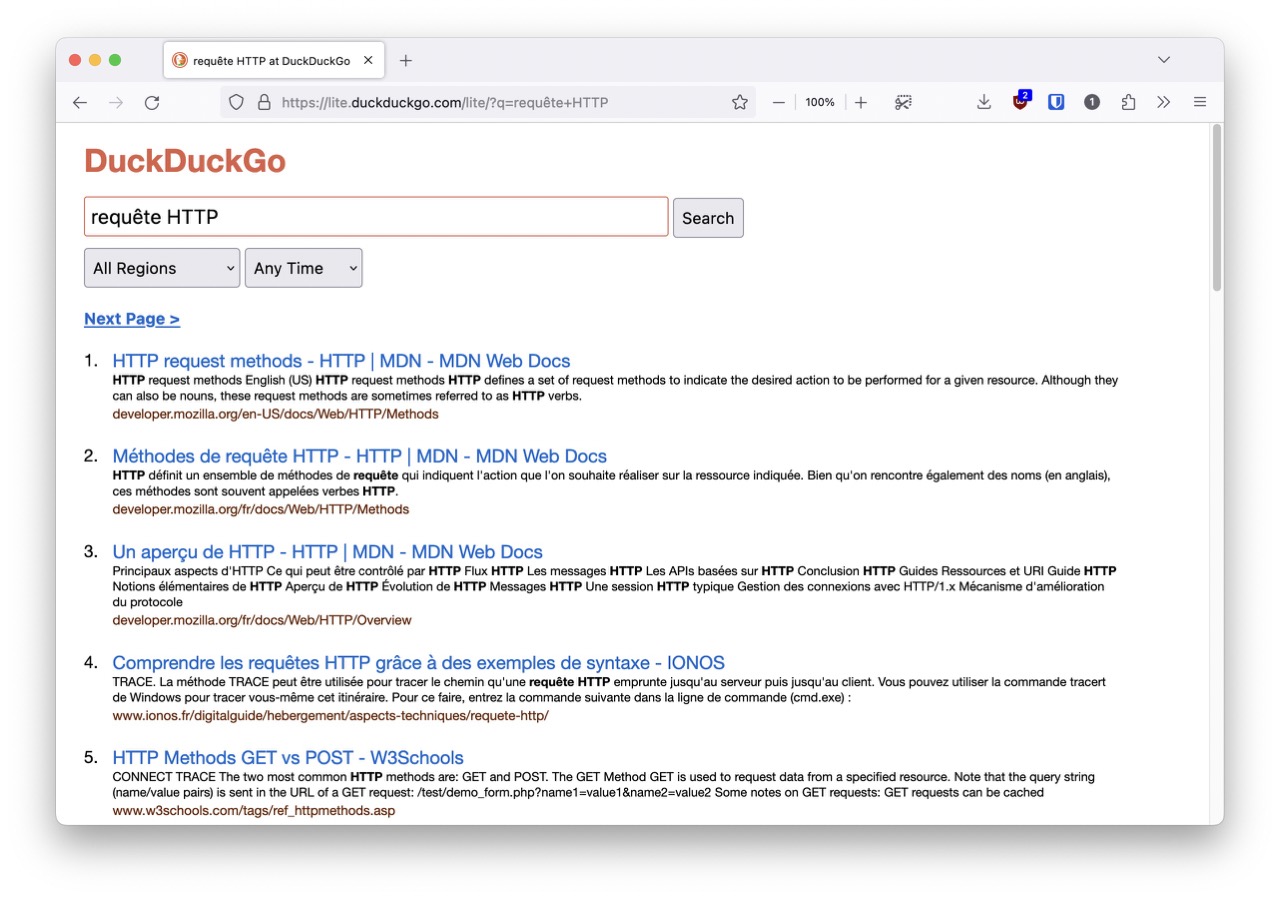 requête HTTP at DuckDuckGo
https://lite.duckduckgo.com/lite/?q=requête+HTTP
100%
2
1
DuckDuckGo
requête HTTP
Search
All Regions
Any Time
Next Page >
1. HTTP request methods - HTTP | MDN - MDN Web Docs
HTTP request methods English (US) HTTP request methods HTTP defines a set of request methods to indicate the desired action to be performed for a given resource. Although they
can also be nouns, these request methods are sometimes referred to as HTTP verbs.
developer.mozilla.org/en-US/docs/Web/HTTP/Methods
2. Méthodes de requête HTTP - HTTP | MDN - MDN Web Docs
HTTP définit un ensemble de méthodes de requête qui indiquent l'action que l'on souhaite réaliser sur la ressource indiquée. Bien qu'on rencontre également des noms (en anglais),
ces méthodes sont souvent appelées verbes HTTP.
developer.mozilla.org/fr/docs/Web/HTTP/Methods
3. Un aperçu de HTTP - HTTP | MDN - MDN Web Docs
Principaux aspects d'HTTP Ce qui peut être contrôlé par HTTP Flux HTTP Les messages HTTP Les APIs basées sur HTTP Conclusion HTTP Guides Ressources et URI Guide HTTP
Notions élémentaires de HTTP Aperçu de HTTP Évolution de HTTP Messages HTTP Une session HTTP typique Gestion des connexions avec HTTP/1.x Mécanisme d'amélioration
du protocole
developer.mozilla.org/fr/docs/Web/HTTP/Overview
4. Comprendre les requêtes HTTP grâce à des exemples de syntaxe - IONOS
TRACE. La méthode TRACE peut être utilisée pour tracer le chemin qu'une requête HTTP emprunte jusqu'au serveur puis jusqu'au client. Vous pouvez utiliser la commande tracert
de Windows pour tracer vous-même cet itinéraire. Pour ce faire, entrez la commande suivante dans la ligne de commande (cmd.exe) :
www.ionos.fr/digitalguide/hebergement/aspects-techniques/requete-http/
5. HTTP Methods GET vs POST - W3Schools
CONNECT TRACE The two most common HTTP methods are: GET and POST. The GET Method GET is used to request data from a specified resource. Note that the query string
(name/value pairs) is sent in the URL of a GET request: /test/demo_form.php?name1=value1&name2=value2 Some notes on GET requests: GET requests can be cached
www.w3schools.com/tags/ref_httpmethods.asp